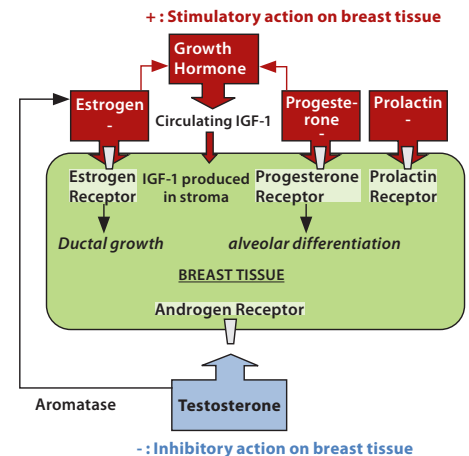 + : Stimulatory action on breast tissue
Growth
Hormone
Estrogen
-
Circulating IGF-1
Progeste-
rone
-
Prolactin
-
Estrogen
Receptor
IGF-1 produced
in stroma
Progesterone
Receptor
Prolactin
Receptor
Ductal growth
alveolar differentiation
BREAST TISSUE
Androgen Receptor
Aromatase
Testosterone
- : Inhibitory action on breast tissue